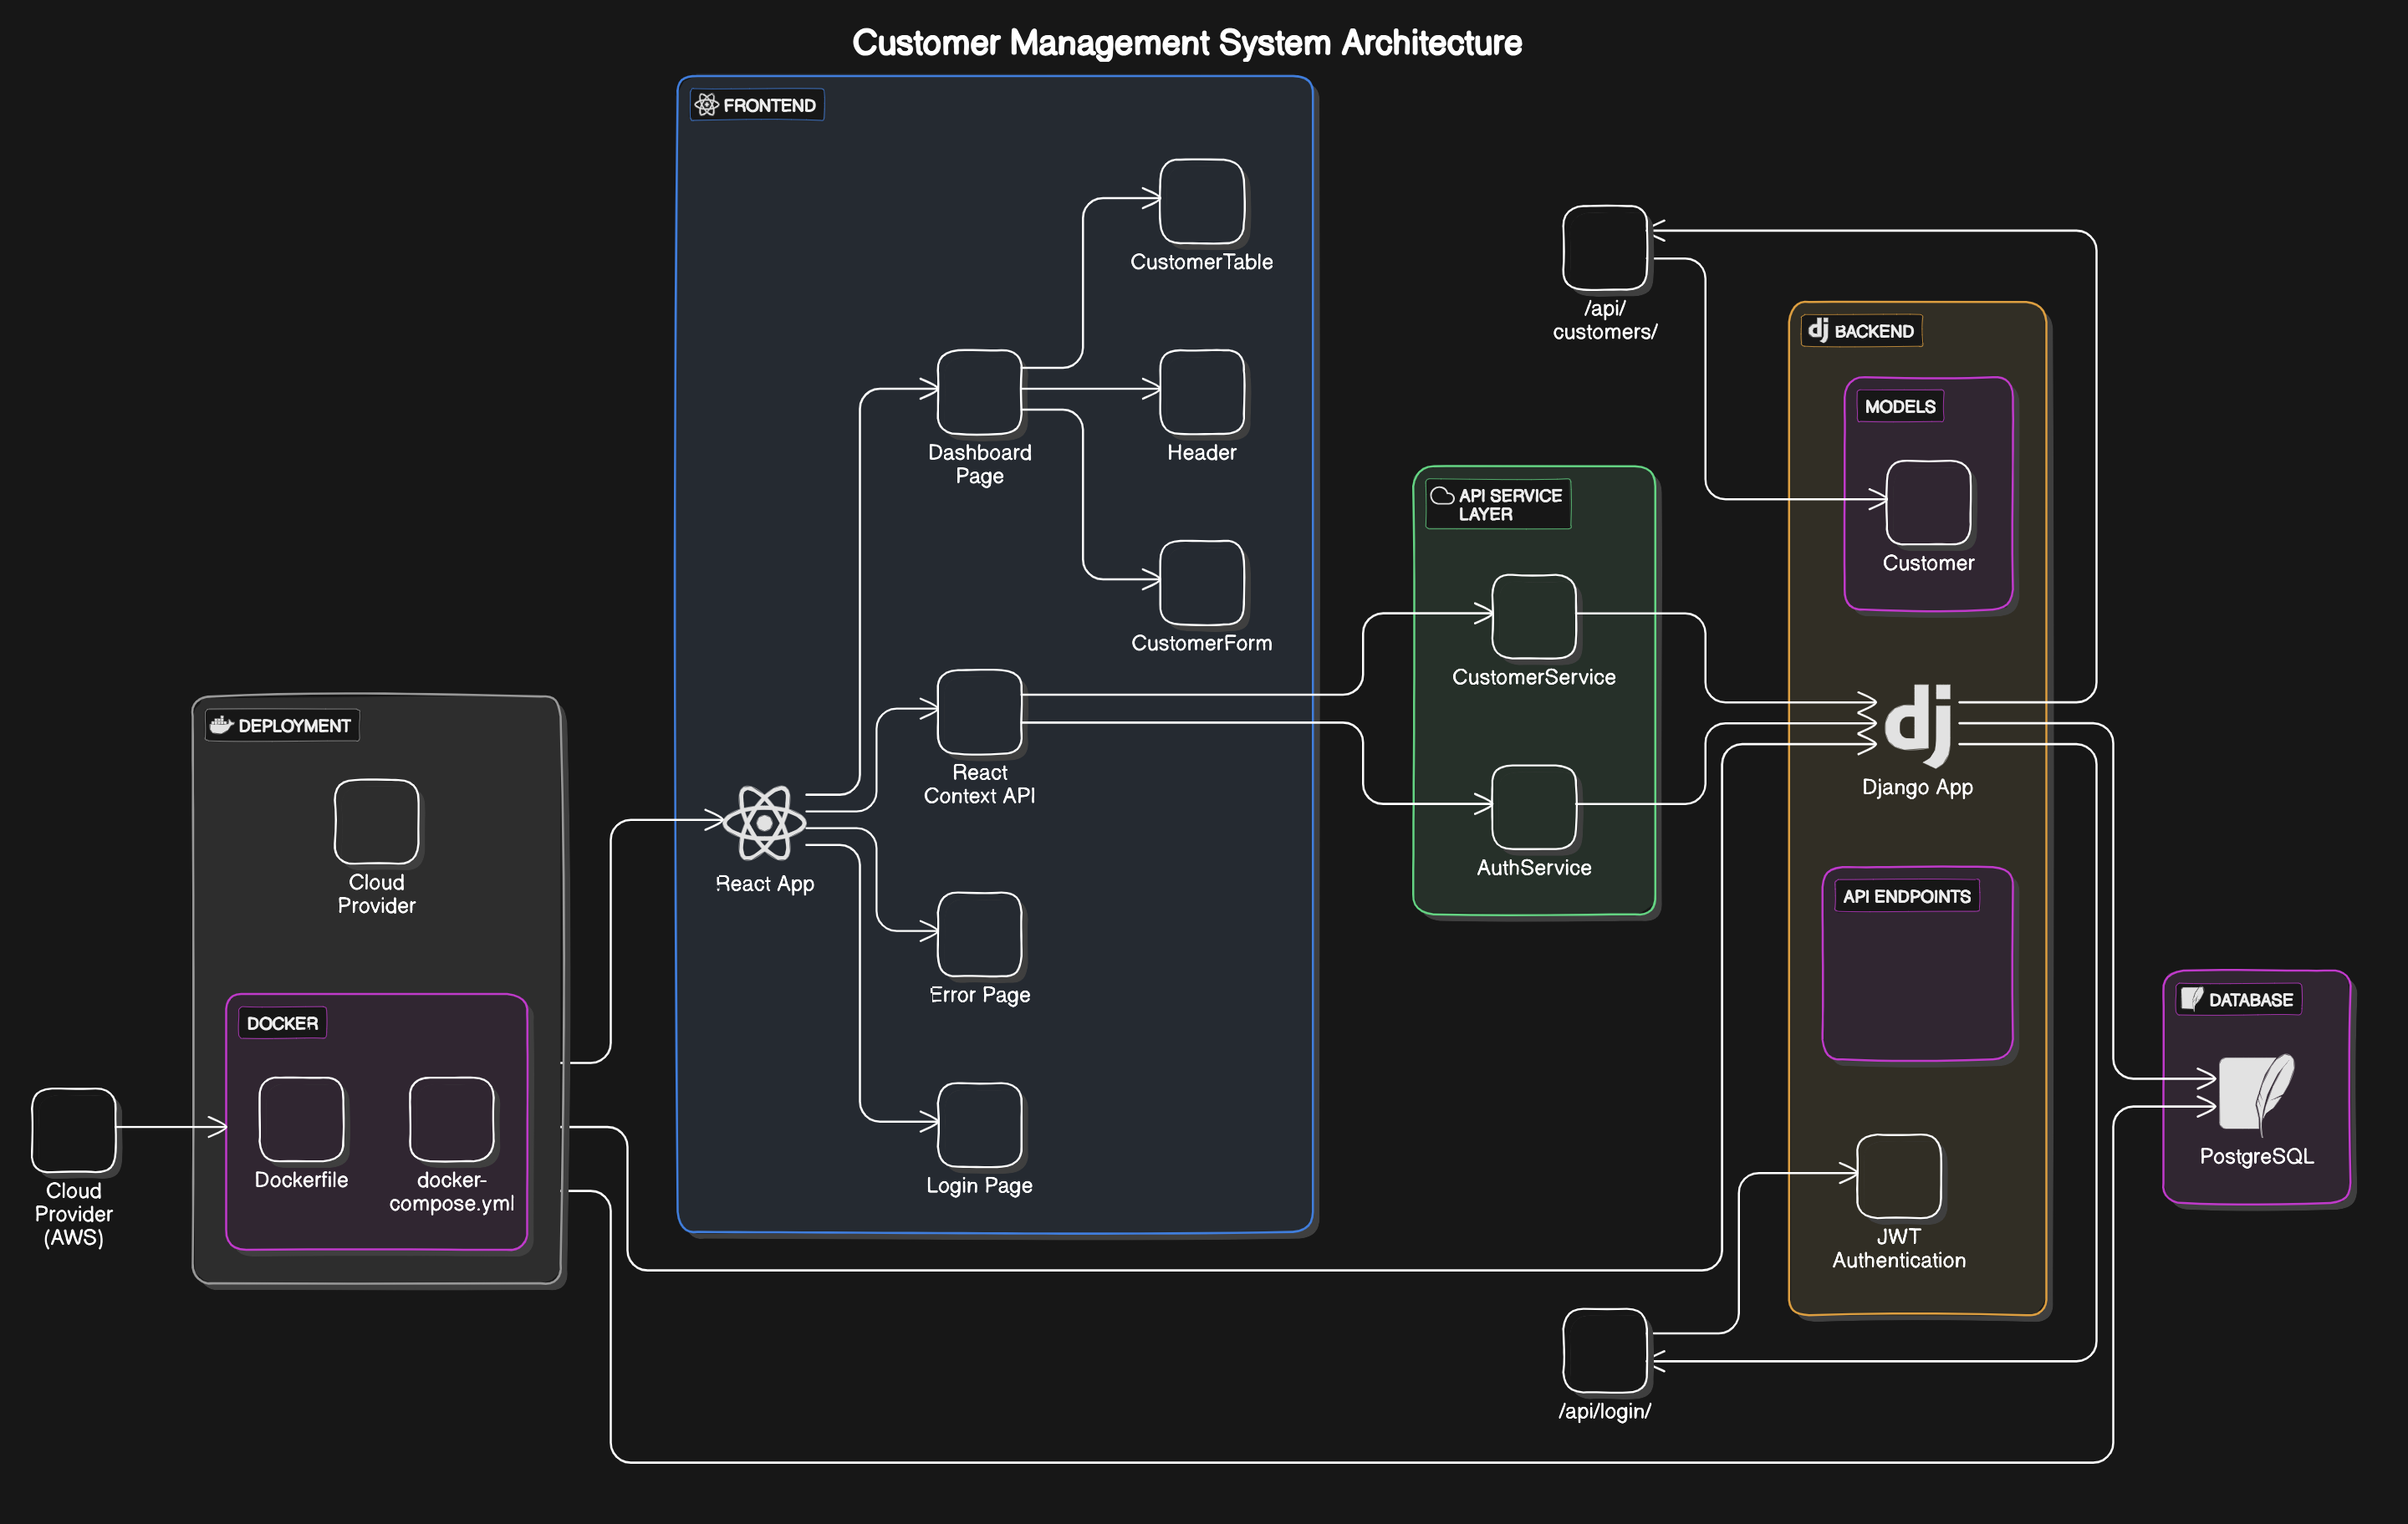 Customer Management System Architecture
FRONTEND
CustomerTable
Dashboard
Page
Header
CustomerForm
React
Context API
React App
Error Page
Login Page
/api/
customers/
dj BACKEND
MODELS
Customer
API SERVICE
LAYER
CustomerService
AuthService
dj
Django App
API ENDPOINTS
JWT
Authentication
/api/login/
DATABASE
PostgreSQL
DEPLOYMENT
Cloud
Provider
DOCKER
Dockerfile
docker-
compose.yml
Cloud
Provider
(AWS)